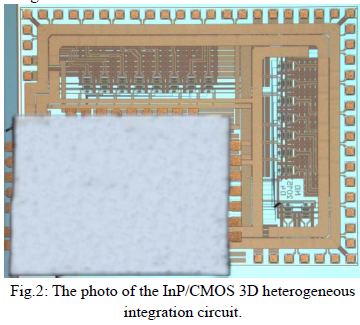 Fig.2: The photo of the InP/CMOS 3D heterogeneous
integration circuit.